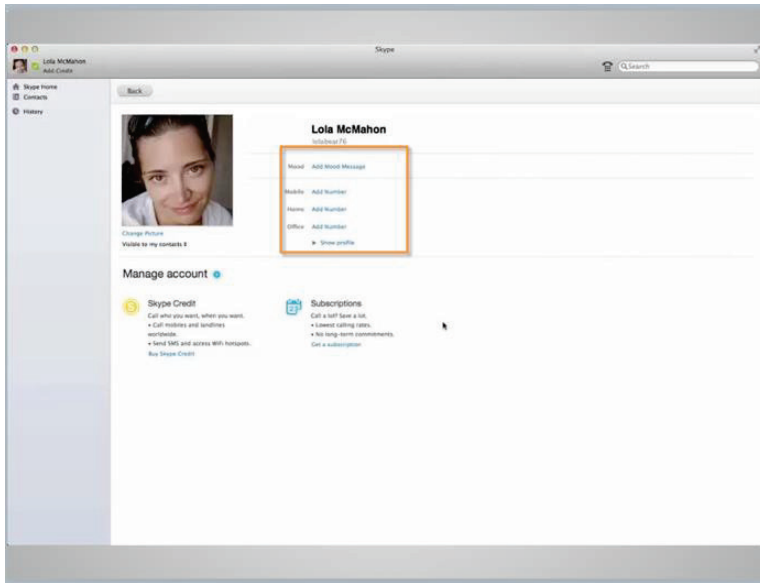 Skype
Lola McMahon
Add Credit
Search
Skype Home
Contacts
History
Back
Lola McMahon
lolabear76
Mood Add Mood Message
Mobile Add Number
Home Add Number
Office Add Number
Show profile
Change Picture
Visible to my contacts
Manage account
Skype Credit
Call who you want, when you want.
• Call mobiles and landlines
worldwide.
• Send SMS and access WiFi hotspots.
Buy Skype Credit
Subscriptions
Call a lot? Save a lot.
• Lowest calling rates.
• No long-term commitments.
Get a subscription